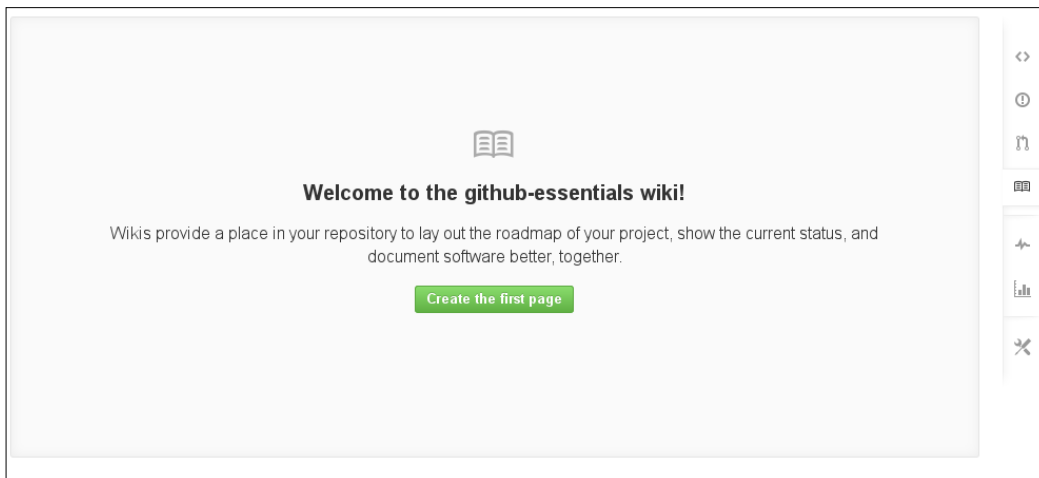 Welcome to the github-essentials wiki!
Wikis provide a place in your repository to lay out the roadmap of your project, show the current status, and
document software better, together.
Create the first page